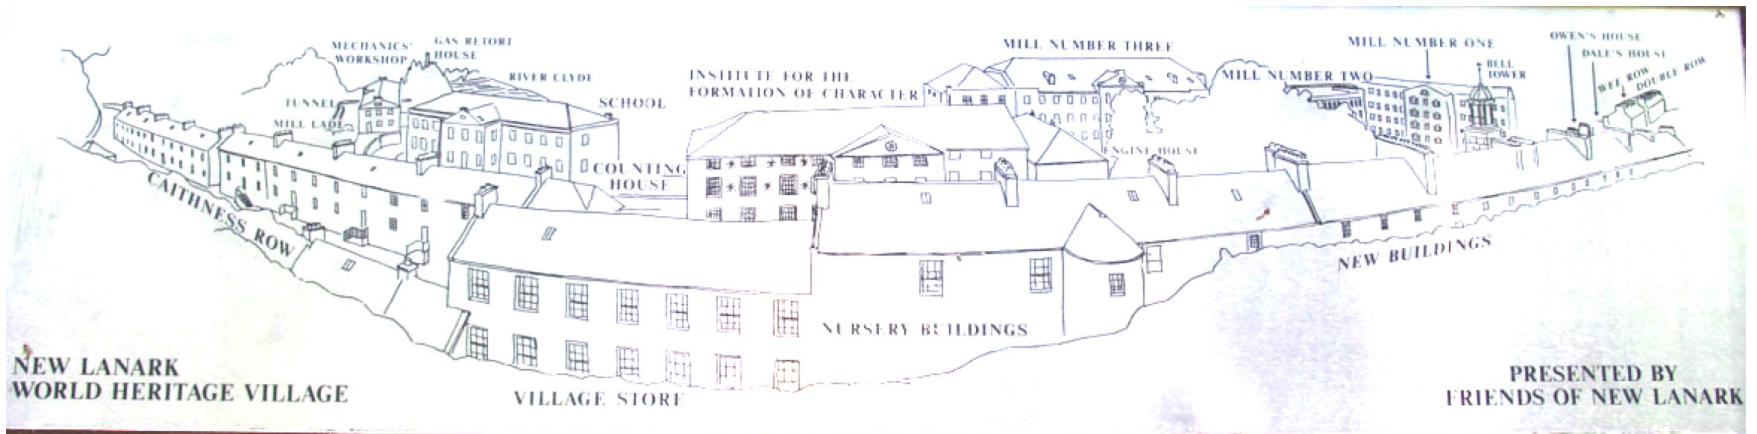 MECHANICS'
WORKSHOP
GAS RETORT
HOUSE
RIVER CLYDE
TUNNEL
MILL LADE
SCHOOL
INSTITUTE FOR THE
FORMATION OF CHARACTER
COUNTING
HOUSE
MILL NUMBER THREE
ENGINE HOUSE
MILL NUMBER TWO
MILL NUMBER ONE
BELL
TOWER
OWEN'S HOUSE
DALE'S HOUSE
WEE ROW
DOUBLE ROW
CAITHNESS ROW
NEW BUILDINGS
NURSERY BUILDINGS
VILLAGE STORE
NEW LANARK
WORLD HERITAGE VILLAGE
PRESENTED BY
FRIENDS OF NEW LANARK